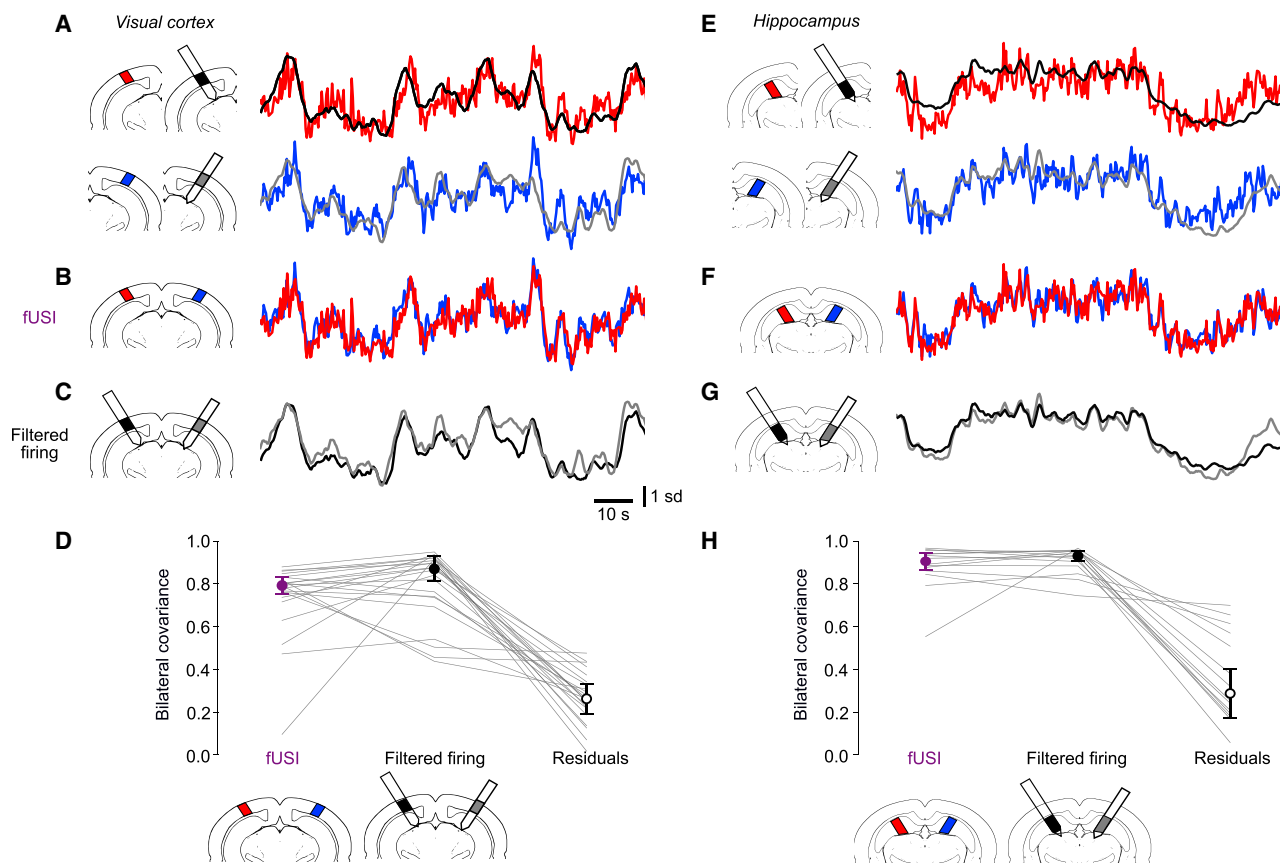 A
Visual cortex
E
Hippocampus
B
fUSI
F
C
Filtered
firing
G
10 s
1 sd
D
Bilateral covariance
1.0
0.8
0.6
0.4
0.2
0.0
fUSI
Filtered firing
Residuals
H
Bilateral covariance
1.0
0.8
0.6
0.4
0.2
0.0
fUSI
Filtered firing
Residuals